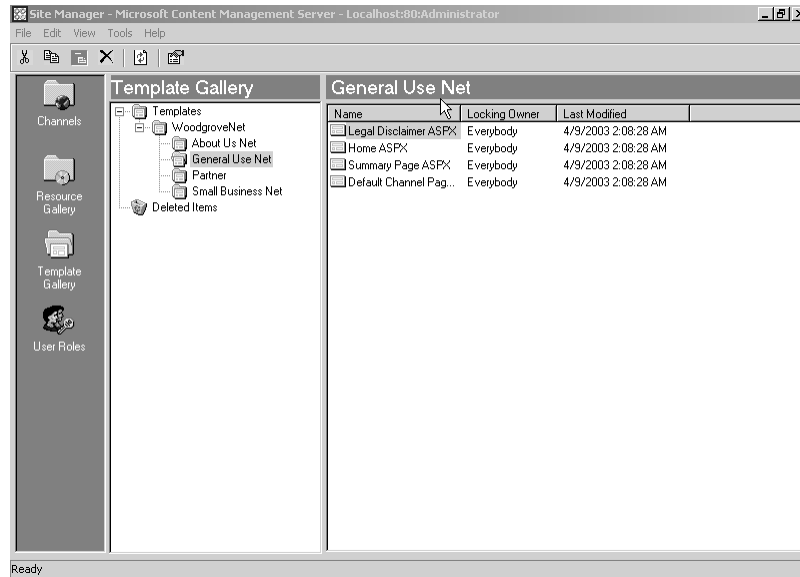 Site Manager - Microsoft Content Management Server - Localhost:80:Administrator
File Edit View Tools Help
Channels
Resource
Gallery
Template
Gallery
User Roles
Template Gallery
Templates
WoodgroveNet
About Us Net
General Use Net
Partner
Small Business Net
Deleted Items
General Use Net
Name Locking Owner Last Modified
Legal Disclaimer ASPX Everybody 4/9/2003 2:08:28 AM
Home ASPX Everybody 4/9/2003 2:08:28 AM
Summary Page ASPX Everybody 4/9/2003 2:08:28 AM
Default Channel Pag... Everybody 4/9/2003 2:08:28 AM
Ready